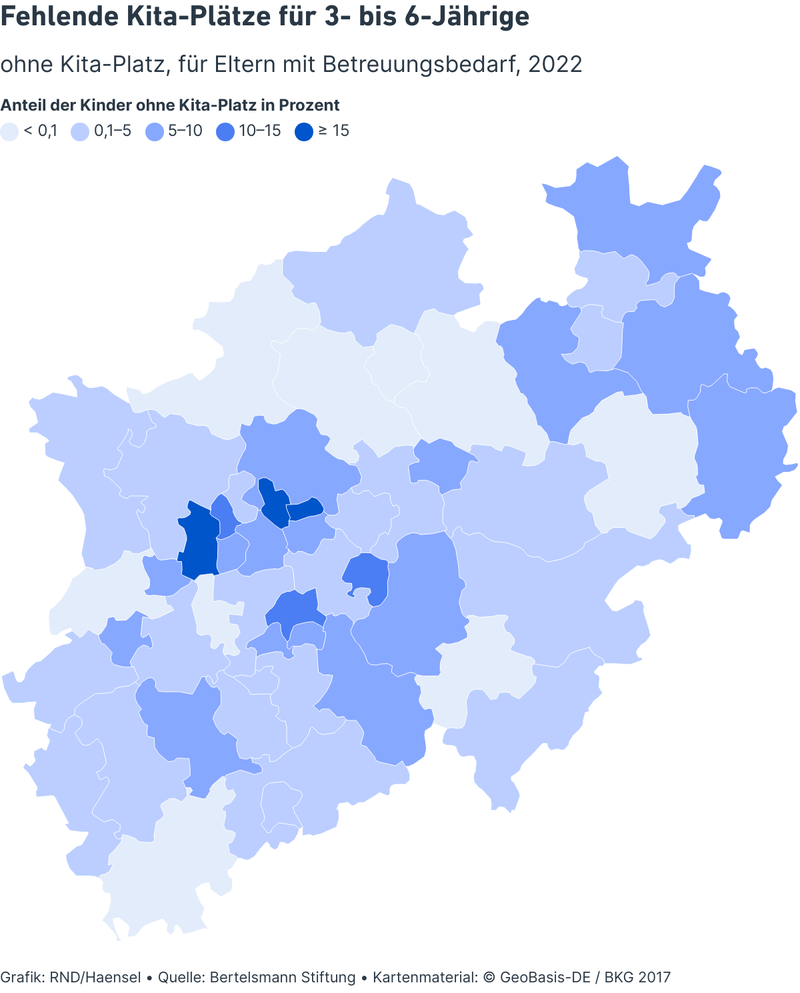 Fehlende Kita-Plätze für 3- bis 6-Jährige
ohne Kita-Platz, für Eltern mit Betreuungsbedarf, 2022
Anteil der Kinder ohne Kita-Platz in Prozent
< 0,1 0,1–5 5–10 10–15 ≥ 15
Grafik: RND/Haensel • Quelle: Bertelsmann Stiftung • Kartenmaterial: © GeoBasis-DE / BKG 2017